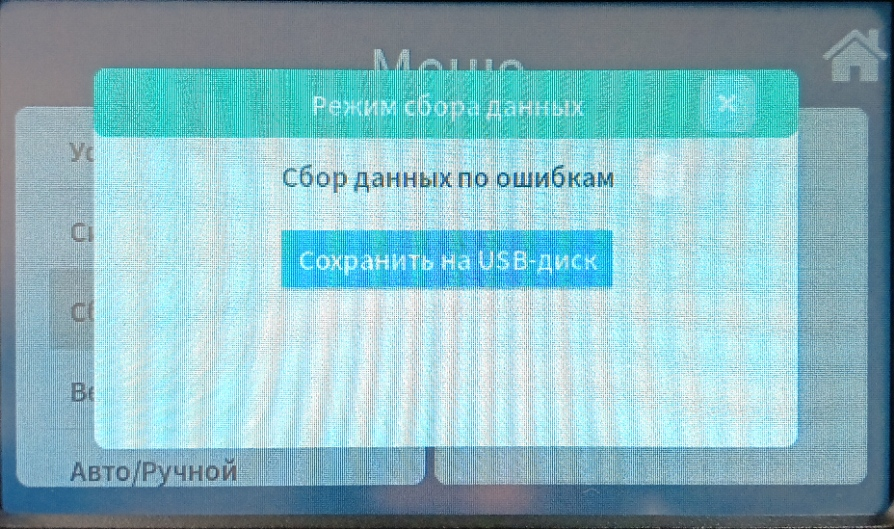 Меню
Режим сбора данных
Сбор данных по ошибкам
Сохранить на USB-диск
Авто/Ручной